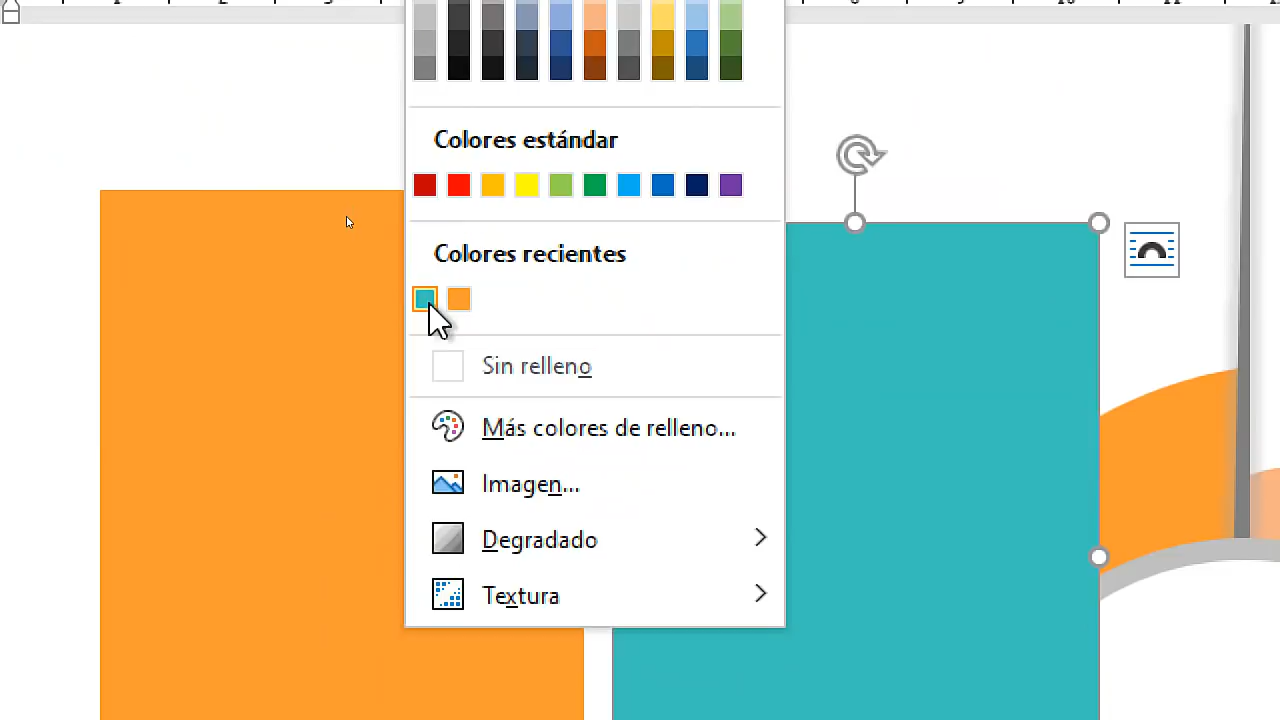 Colores estándar
Colores recientes
Sin relleno
Más colores de relleno...
Imagen...
Degradado
Textura